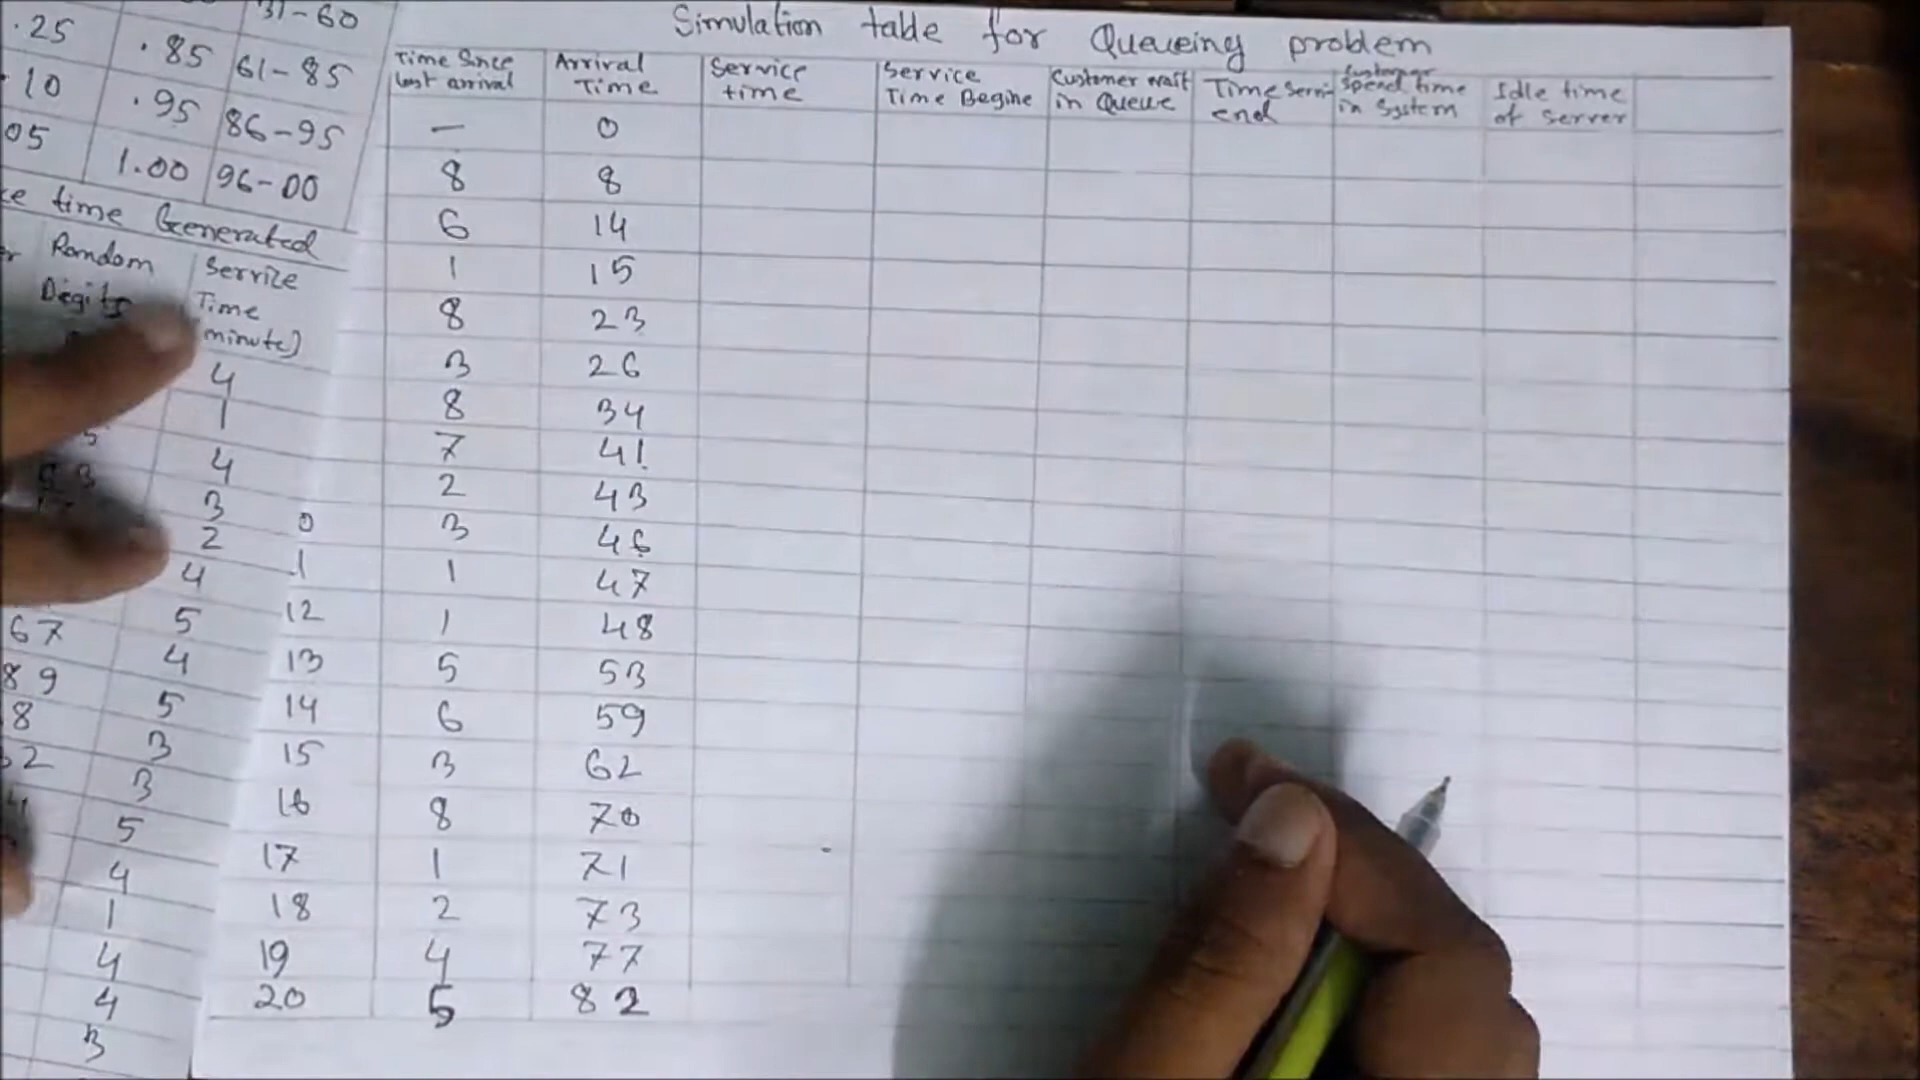 .25 31-60
.10 .85 61-85
05 .95 86-95
1.00 96-00
ce time Generated
Random Service
Digits Time
minute)
4
1
4
3
2
4
67 5
89 4
8 5
2 3
3
5
4
1
4
4
3
Simulation table for Queueing problem
Time Since last arrival Arrival Time Service time Service Time Begine Customer wait in Queue Time Servi end Customer Spend time in System Idle time of Server
— 0
8 8
6 14
1 15
8 23
3 26
8 34
7 41
2 43
0 3 46
1 1 47
12 1 48
13 5 53
14 6 59
15 3 62
16 8 70
17 1 71
18 2 73
19 4 77
20 5 82